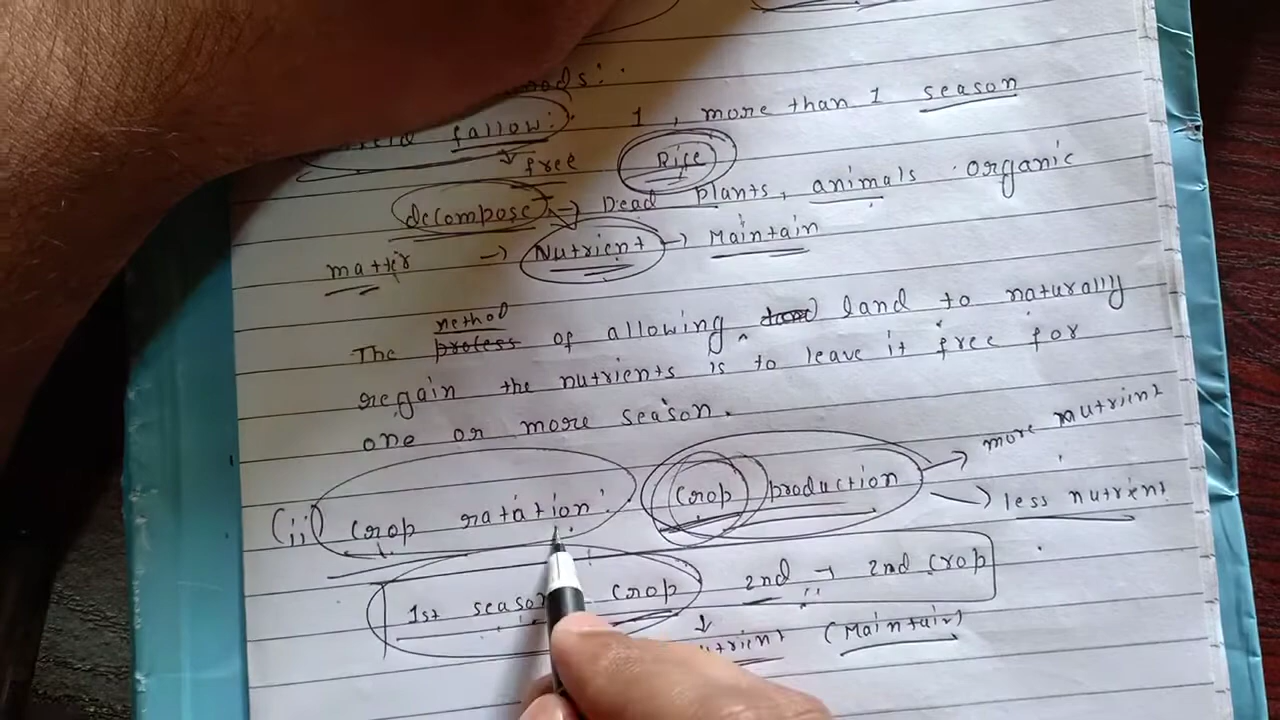 fallow: 1, more than 1 season
free Rice
decompose → Dead plants, animals organic
matter → Nutrient → Maintain
method
The process of allowing land to naturally
regain the nutrients is to leave it free for
one or more season.
(ii) crop ratation: crop production → more nutrient
→ less nutrient
1st season crop 2nd → 2nd crop
(Maintain)